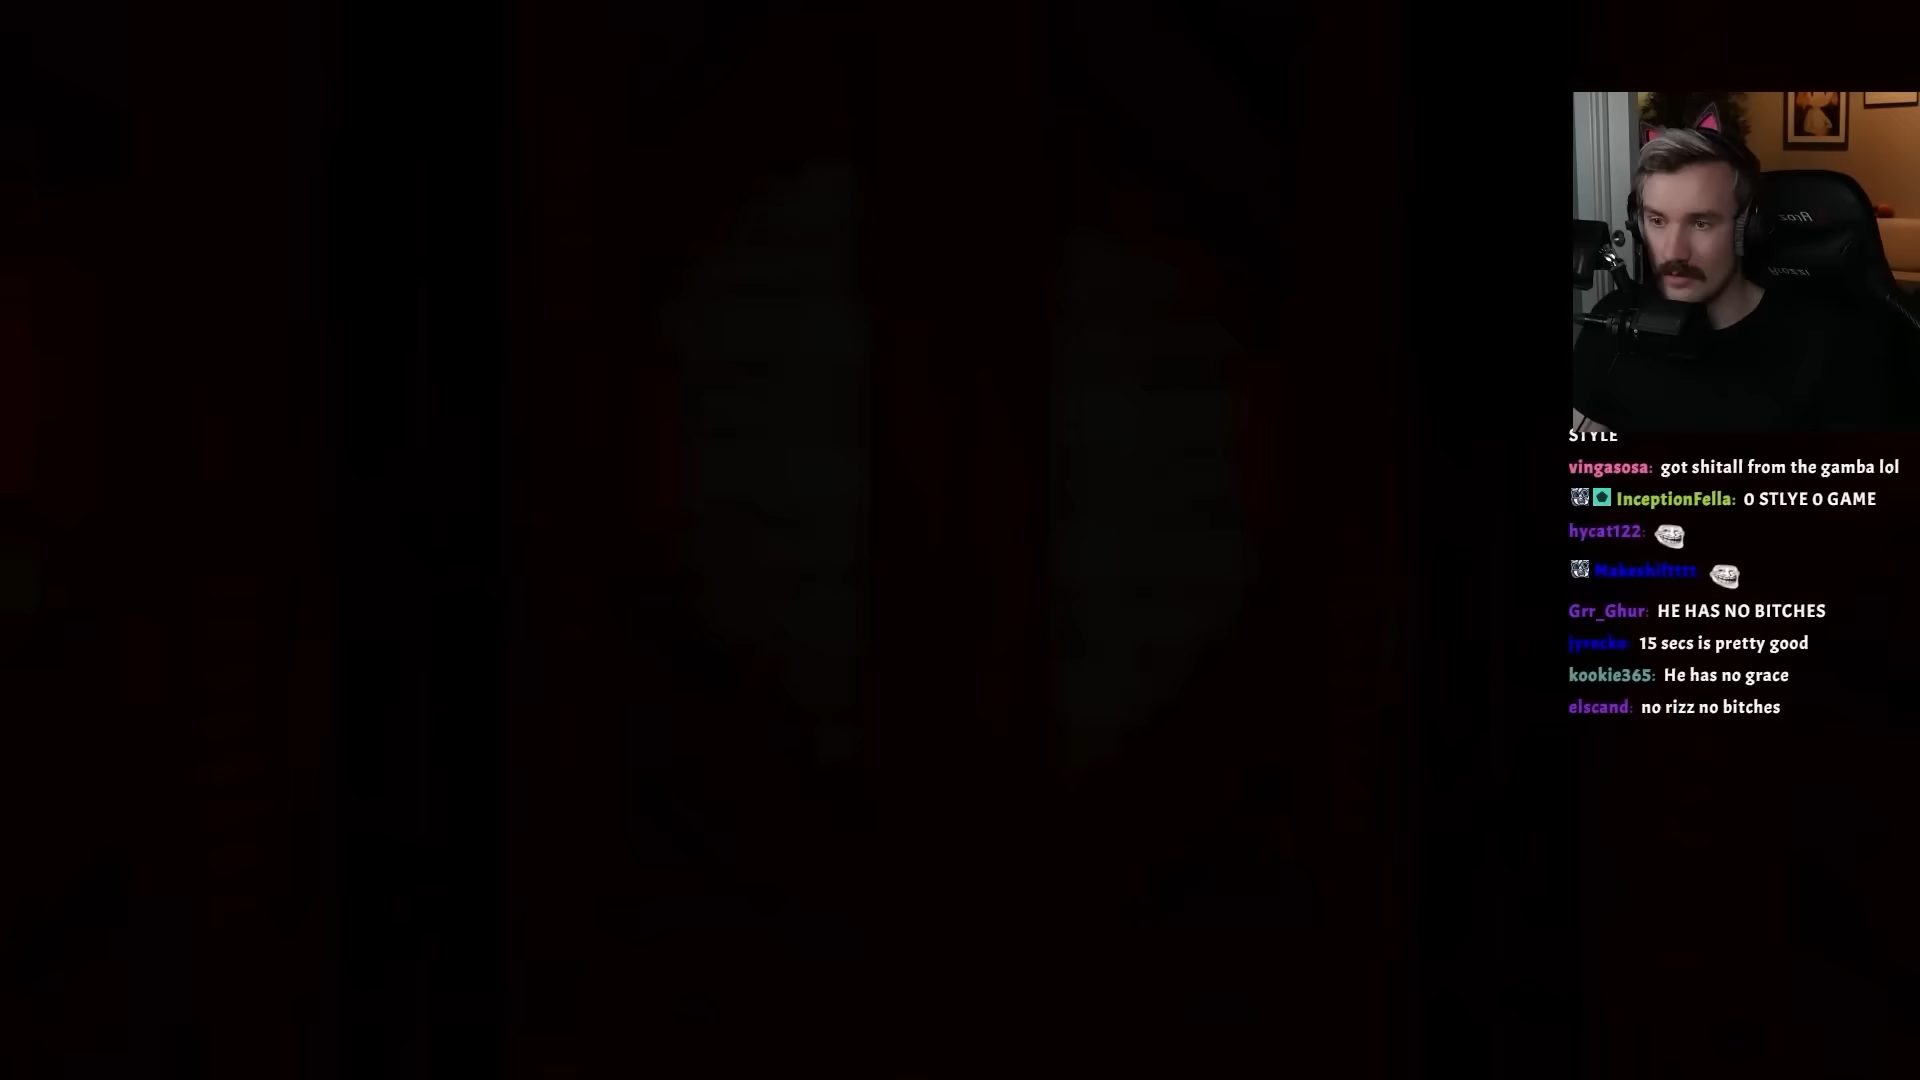 STYLE
vingasosa: got shitall from the gamba lol
InceptionFella: 0 STLYE 0 GAME
hycat122:
Makeshift1111
Grr_Ghur: HE HAS NO BITCHES
15 secs is pretty good
kookie365: He has no grace
elscand: no rizz no bitches